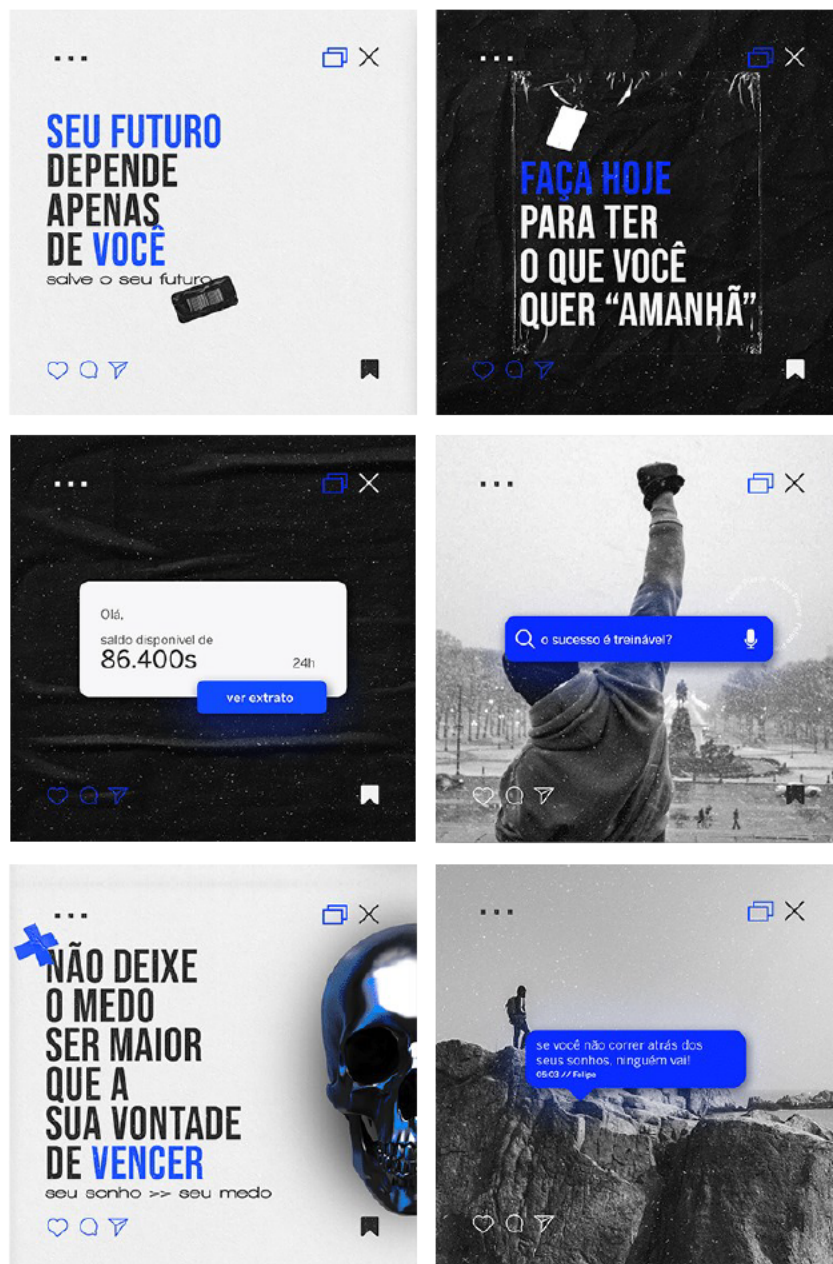 SEU FUTURO
DEPENDE
APENAS
DE VOCÊ
salve o seu futuro
FAÇA HOJE
PARA TER
O QUE VOCÊ
QUER “AMANHÔ
Olá,
saldo disponível de
86.400s
24h
ver extrato
o sucesso é treinável?
NÃO DEIXE
O MEDO
SER MAIOR
QUE A
SUA VONTADE
DE VENCER
seu sonho >> seu medo
se você não correr atrás dos
seus sonhos, ninguém vai!
05:03 // Felipe